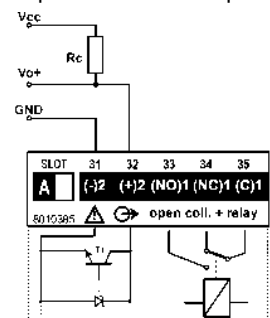 Vcc
Rc
Vo+
GND
SLOT 31 32 33 34 35
A (-)2 (+)2 (NO)1 (NC)1 (C)1
8010385 open coll. + relay
T1